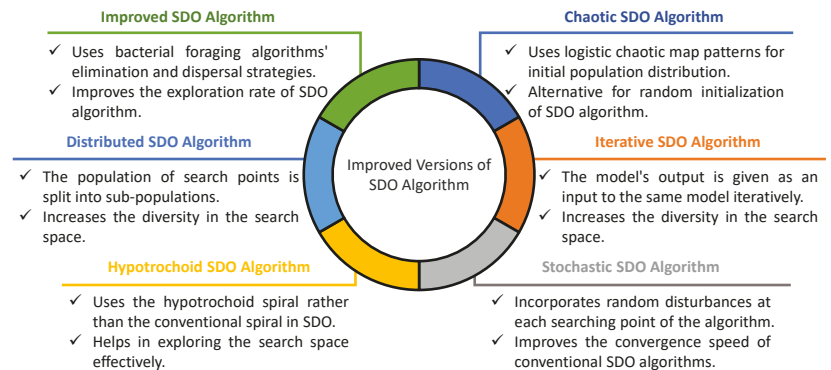 Improved SDO Algorithm
✓ Uses bacterial foraging algorithms'
elimination and dispersal strategies.
✓ Improves the exploration rate of SDO
algorithm.
Chaotic SDO Algorithm
✓ Uses logistic chaotic map patterns for
initial population distribution.
✓ Alternative for random initialization
of SDO algorithm.
Distributed SDO Algorithm
✓ The population of search points is
split into sub-populations.
✓ Increases the diversity in the search
space.
Improved Versions of
SDO Algorithm
Iterative SDO Algorithm
✓ The model's output is given as an
input to the same model iteratively.
✓ Increases the diversity in the search
space.
Hypotrochoid SDO Algorithm
✓ Uses the hypotrochoid spiral rather
than the conventional spiral in SDO.
✓ Helps in exploring the search space
effectively.
Stochastic SDO Algorithm
✓ Incorporates random disturbances at
each searching point of the algorithm.
✓ Improves the convergence speed of
conventional SDO algorithms.